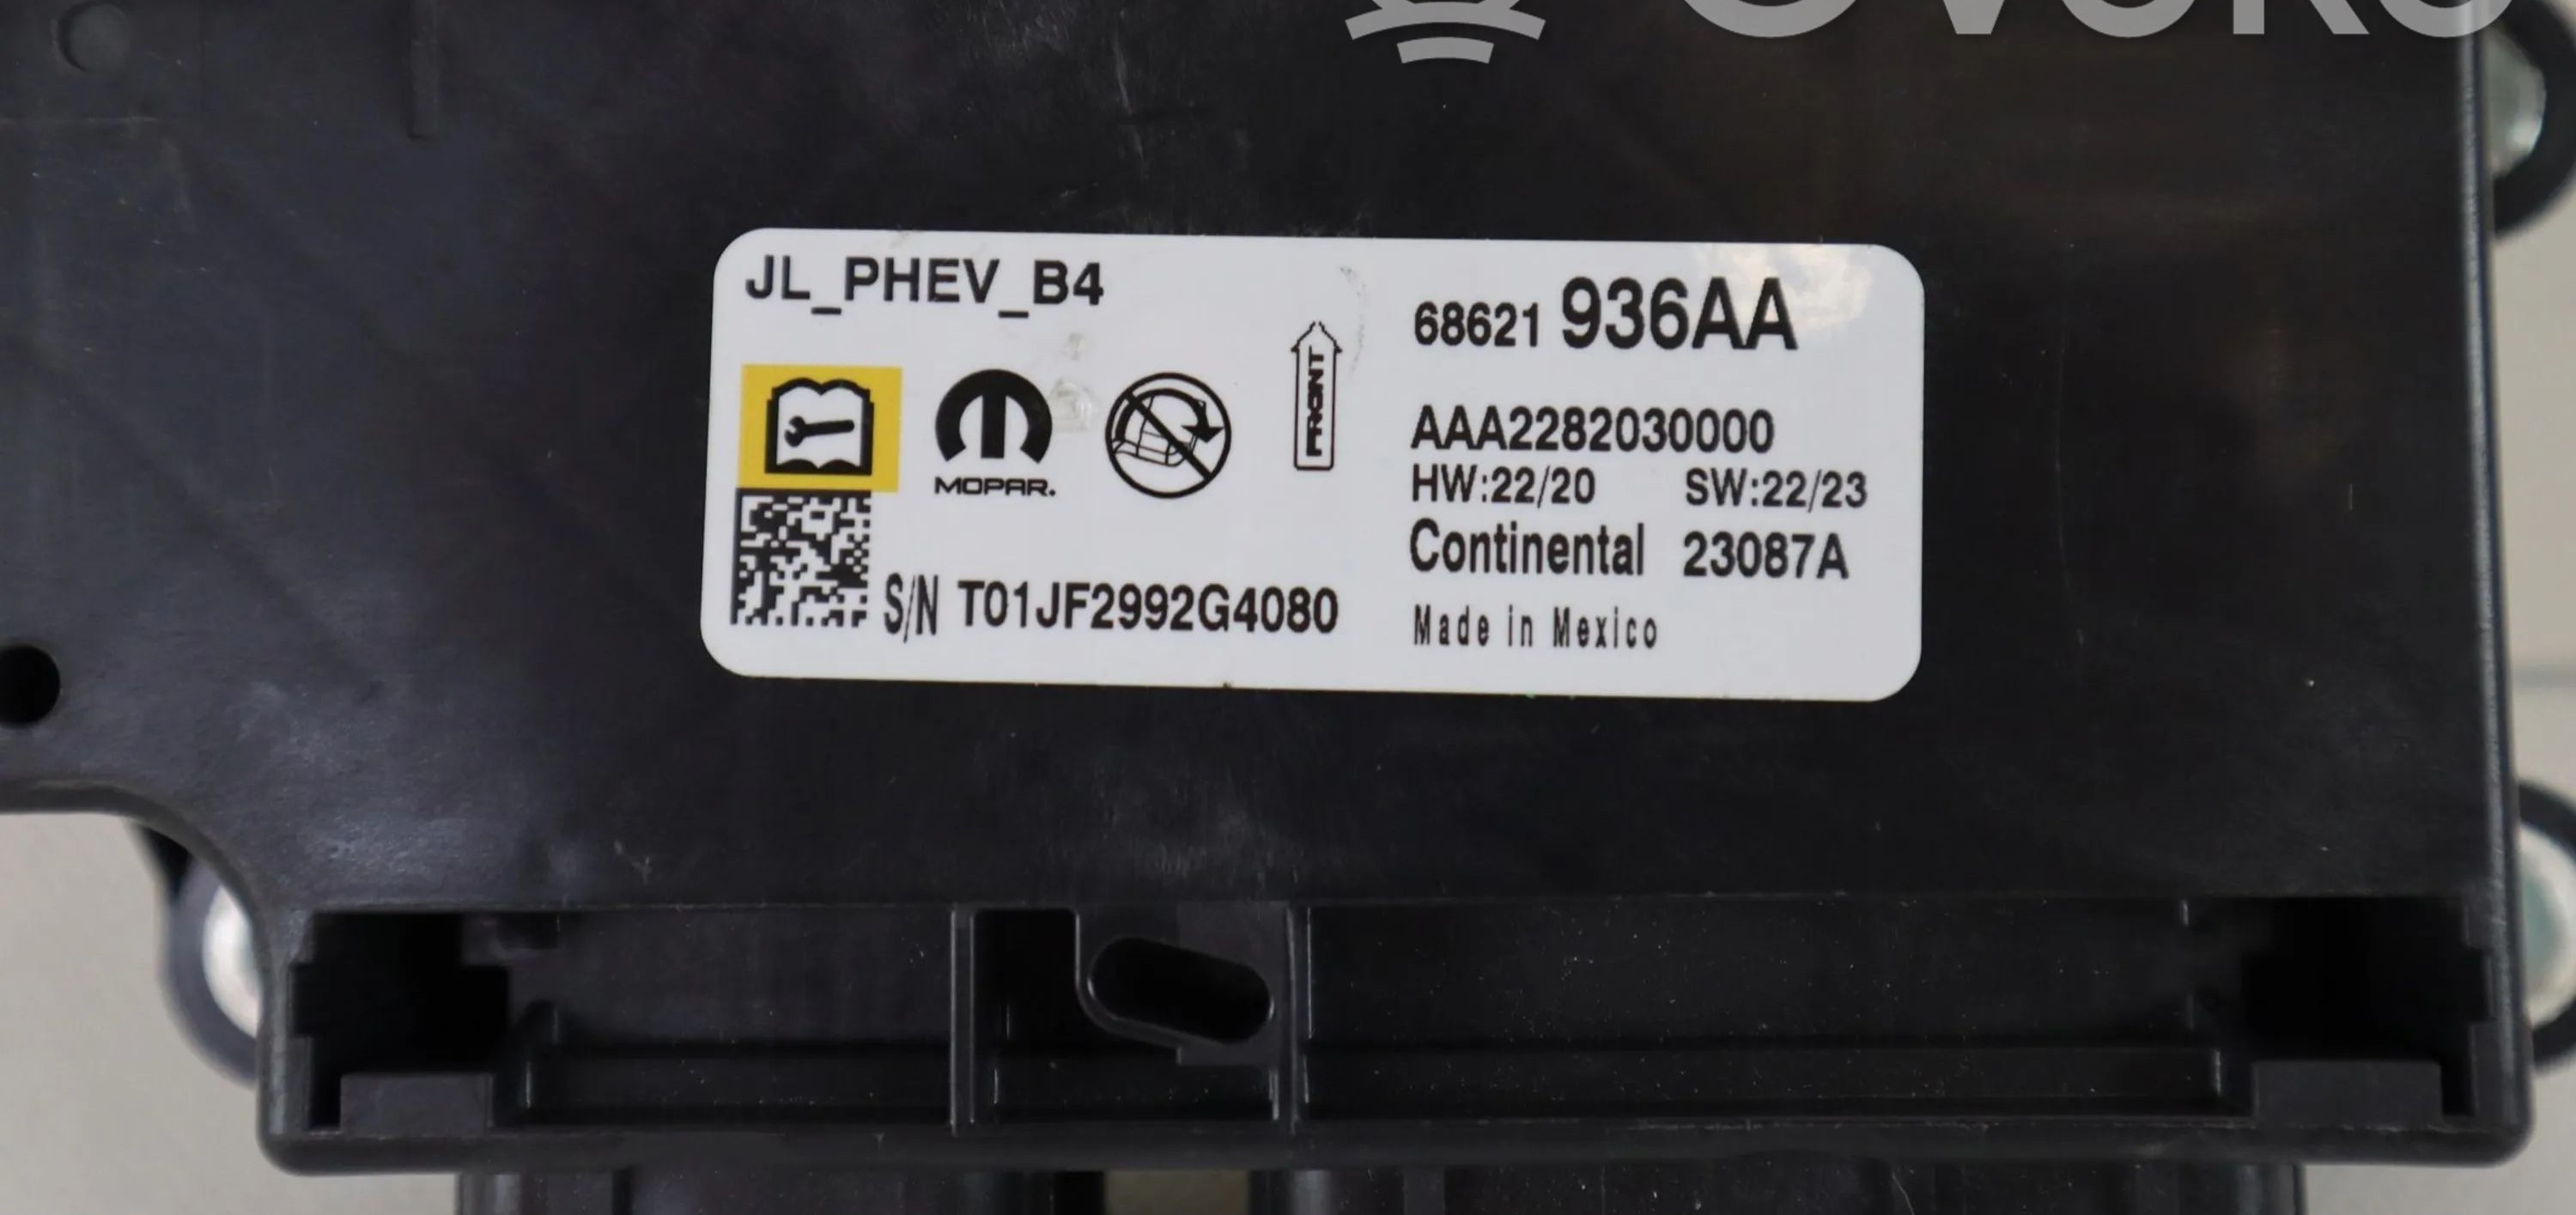 JL_PHEV_B4
68621 936AA
FRONT
MOPAR.
AAA2282030000
HW:22/20 SW:22/23
Continental 23087A
S/N T01JF2992G4080
Made in Mexico